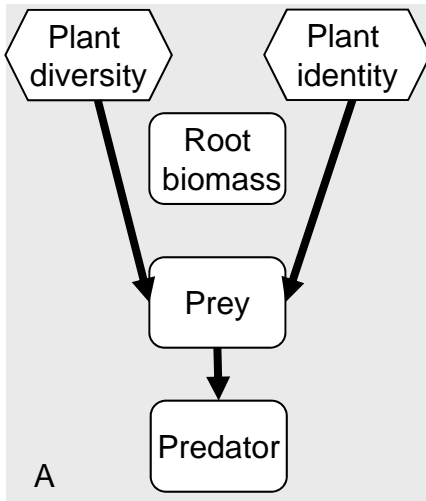 Plant
diversity
Plant
identity
Root
biomass
Prey
Predator
A